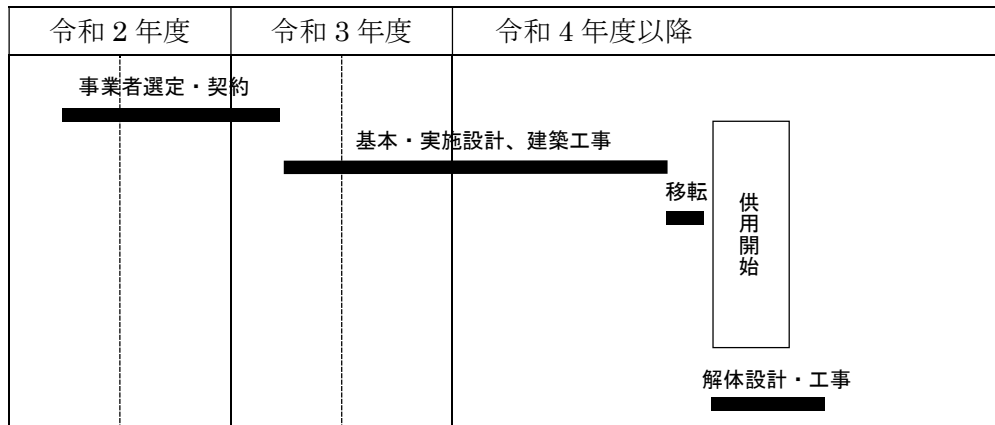 令和２年度
令和３年度
令和４年度以降
事業者選定・契約
基本・実施設計、建築工事
移転
供用開始
解体設計・工事